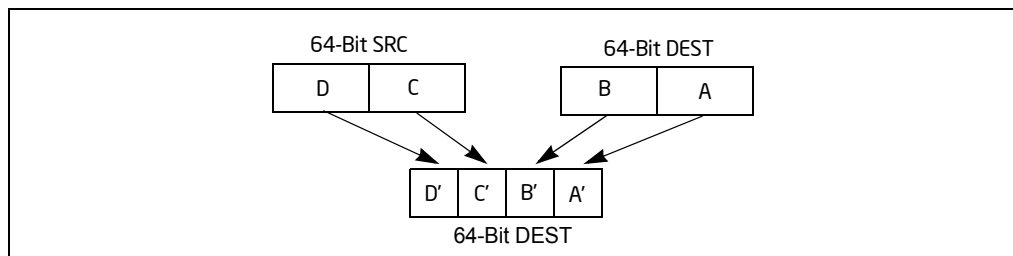 64-Bit SRC
64-Bit DEST
D C B A
D’ C’ B’ A’
64-Bit DEST